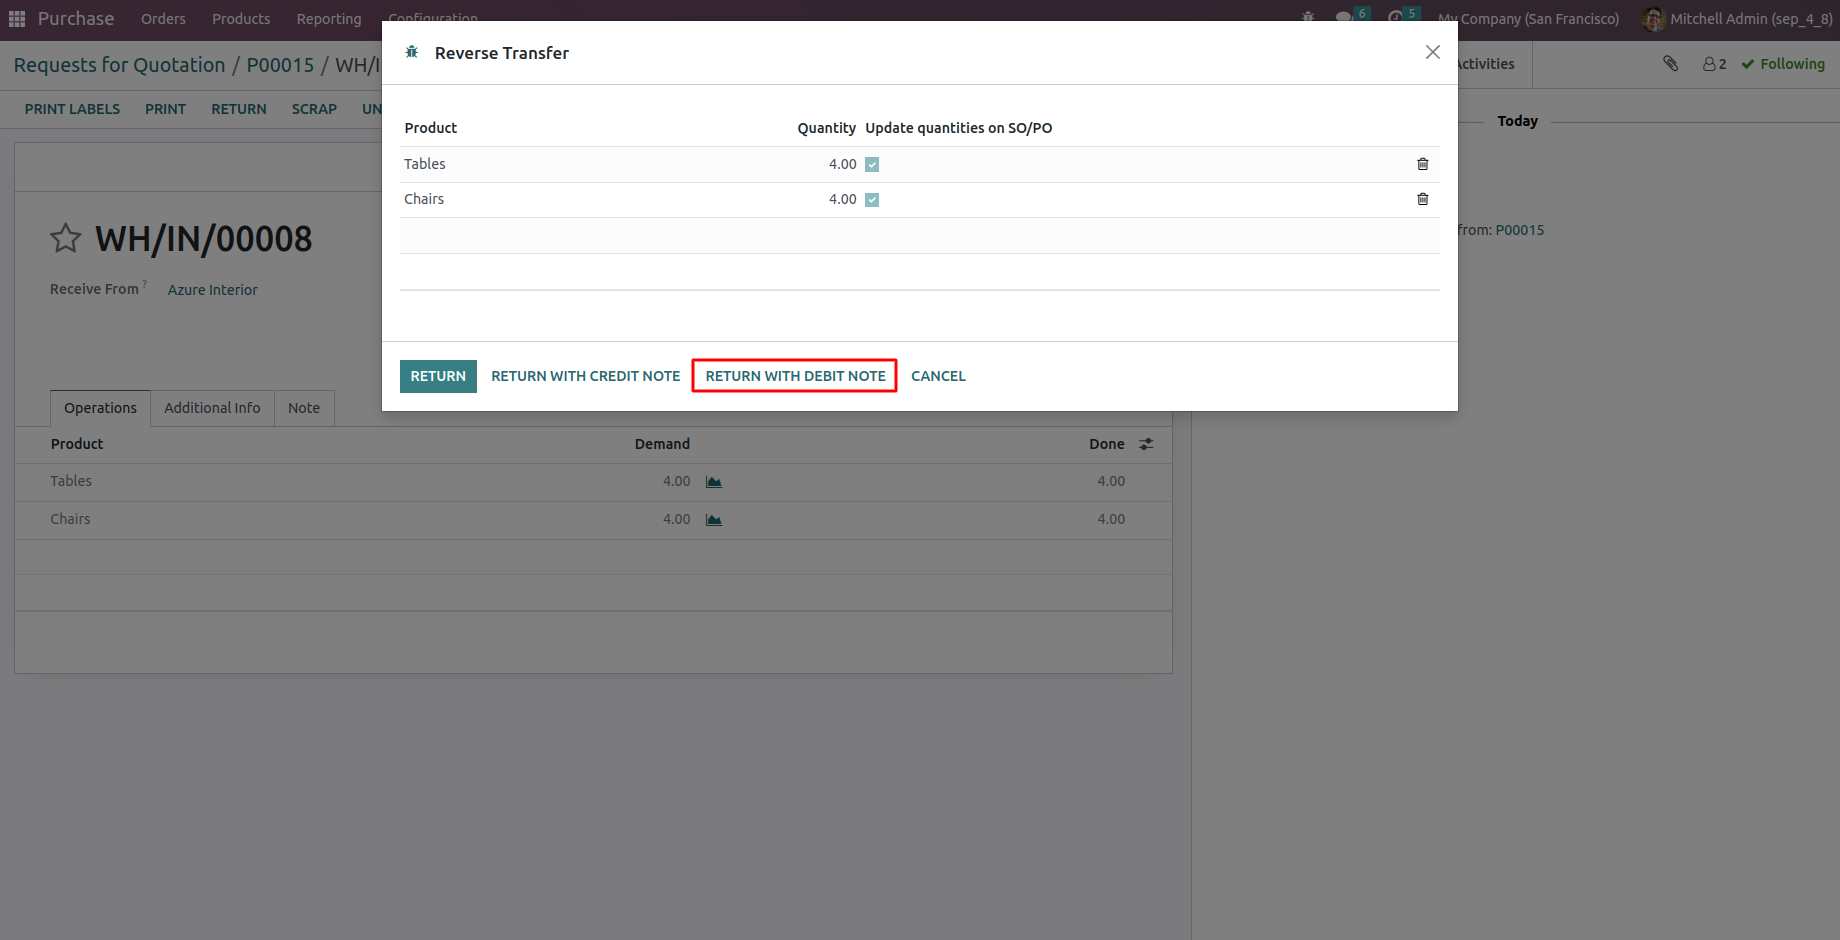 Purchase Orders Products Reporting Configuration 6 5 My Company (San Francisco) Mitchell Admin (sep_4_8)
Requests for Quotation / P00015 / WH/I
Activities 2 Following
PRINT LABELS PRINT RETURN SCRAP UN
Reverse Transfer
Product Quantity Update quantities on SO/PO
Tables 4.00
Chairs 4.00
RETURN RETURN WITH CREDIT NOTE RETURN WITH DEBIT NOTE CANCEL
Today
from: P00015
WH/IN/00008
Receive From ? Azure Interior
Operations Additional Info Note
Product Demand Done
Tables 4.00 4.00
Chairs 4.00 4.00